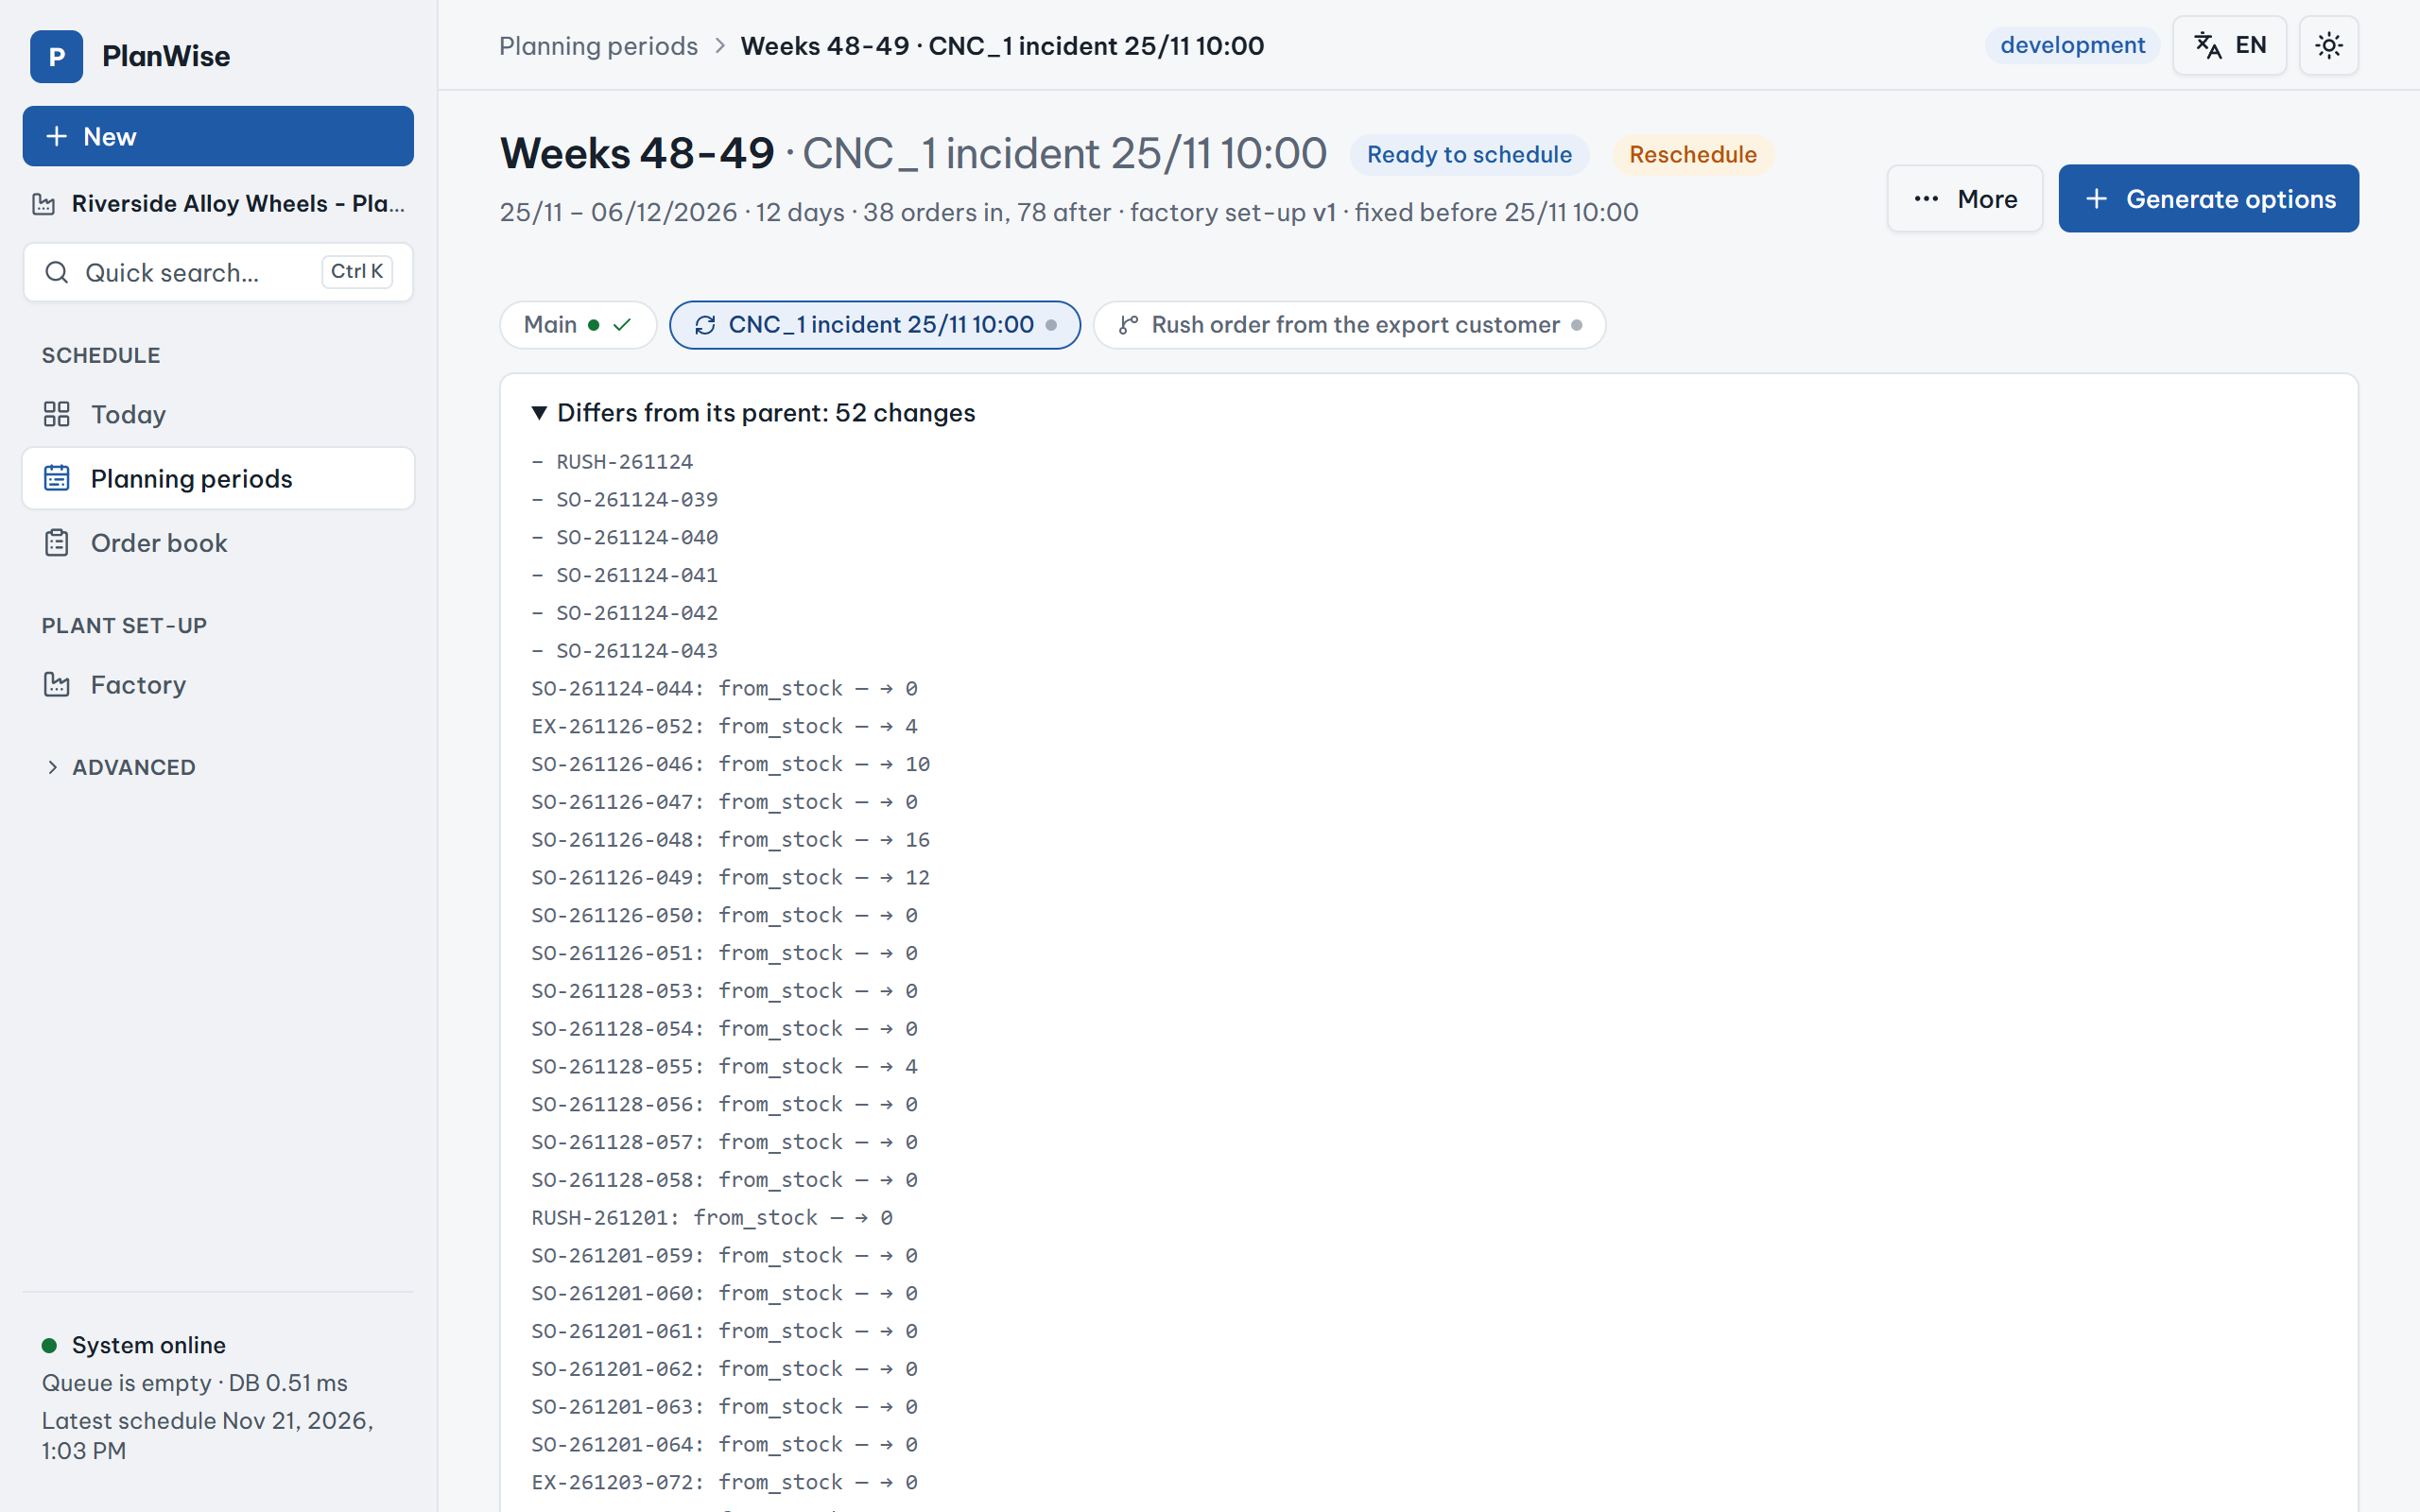 P PlanWise
+ New
Riverside Alloy Wheels - Pla...
Quick search... Ctrl K
SCHEDULE
Today
Planning periods
Order book
PLANT SET-UP
Factory
ADVANCED
System online
Queue is empty · DB 0.51 ms
Latest schedule Nov 21, 2026,
1:03 PM
Planning periods > Weeks 48-49 · CNC_1 incident 25/11 10:00
development EN
Weeks 48-49 · CNC_1 incident 25/11 10:00 Ready to schedule Reschedule
25/11 – 06/12/2026 · 12 days · 38 orders in, 78 after · factory set-up v1 · fixed before 25/11 10:00
··· More + Generate options
Main CNC_1 incident 25/11 10:00 Rush order from the export customer
▼ Differs from its parent: 52 changes
− RUSH-261124
− SO-261124-039
− SO-261124-040
− SO-261124-041
− SO-261124-042
− SO-261124-043
SO-261124-044: from_stock — → 0
EX-261126-052: from_stock — → 4
SO-261126-046: from_stock — → 10
SO-261126-047: from_stock — → 0
SO-261126-048: from_stock — → 16
SO-261126-049: from_stock — → 12
SO-261126-050: from_stock — → 0
SO-261126-051: from_stock — → 0
SO-261128-053: from_stock — → 0
SO-261128-054: from_stock — → 0
SO-261128-055: from_stock — → 4
SO-261128-056: from_stock — → 0
SO-261128-057: from_stock — → 0
SO-261128-058: from_stock — → 0
RUSH-261201: from_stock — → 0
SO-261201-059: from_stock — → 0
SO-261201-060: from_stock — → 0
SO-261201-061: from_stock — → 0
SO-261201-062: from_stock — → 0
SO-261201-063: from_stock — → 0
SO-261201-064: from_stock — → 0
EX-261203-072: from_stock — → 0